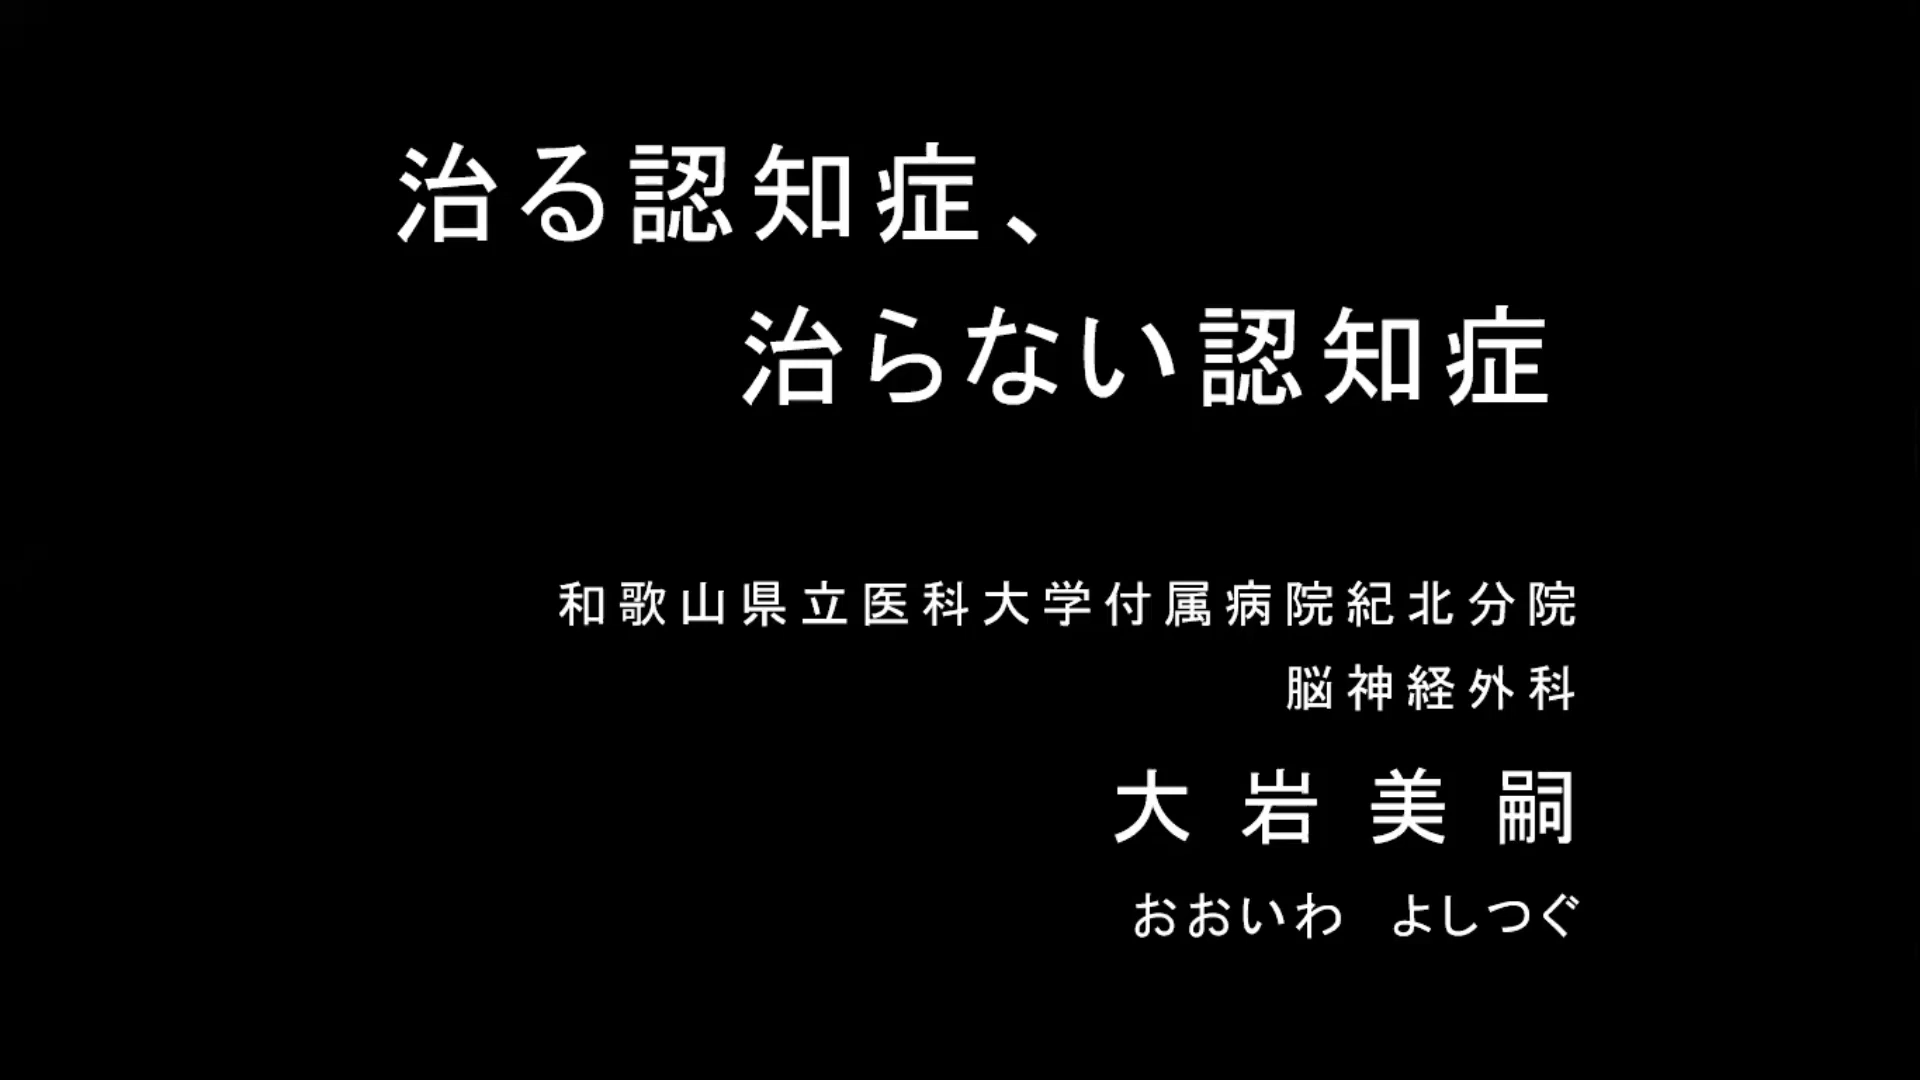 治る認知症、
治らない認知症
和歌山県立医科大学付属病院紀北分院
脳神経外科
大岩美嗣
おおいわ よしつぐ